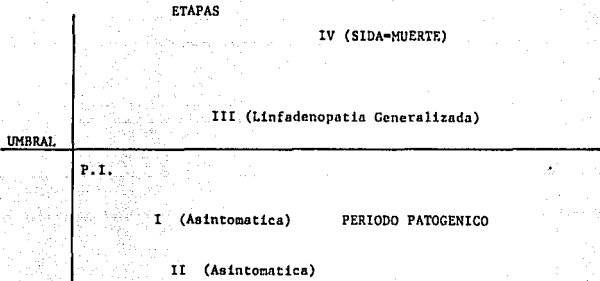 ETAPAS
IV (SIDA=MUERTE)
III (Linfadenopatia Generalizada)
UMBRAL
P.I.
I (Asintomatica) PERIODO PATOGENICO
II (Asintomatica)